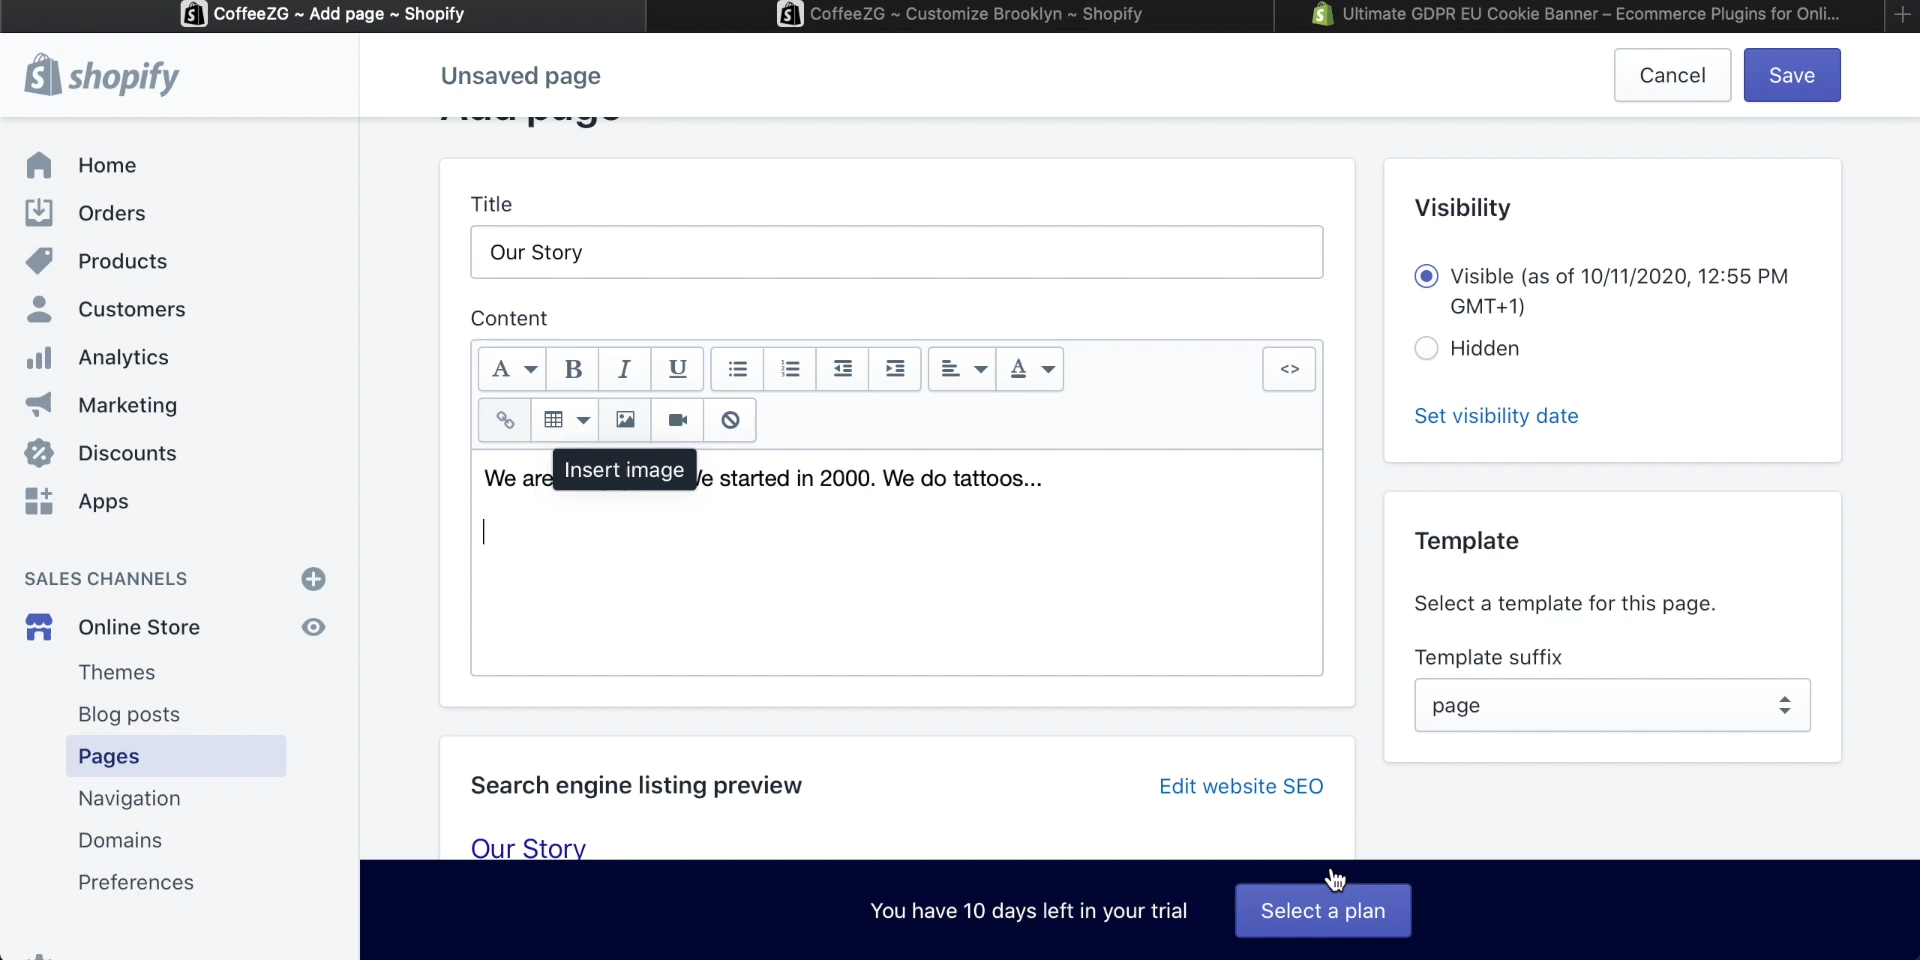 CoffeeZG ~ Add page ~ Shopify
CoffeeZG ~ Customize Brooklyn ~ Shopify
Ultimate GDPR EU Cookie Banner – Ecommerce Plugins for Onli...
shopify
Unsaved page
Cancel
Save
Add page
Home
Orders
Products
Customers
Analytics
Marketing
Discounts
Apps
SALES CHANNELS
Online Store
Themes
Blog posts
Pages
Navigation
Domains
Preferences
Title
Our Story
Content
A
B
I
U
A
<>
Insert image
We are
e started in 2000. We do tattoos...
Search engine listing preview
Edit website SEO
Our Story
Visibility
Visible (as of 10/11/2020, 12:55 PM
GMT+1)
Hidden
Set visibility date
Template
Select a template for this page.
Template suffix
page
You have 10 days left in your trial
Select a plan